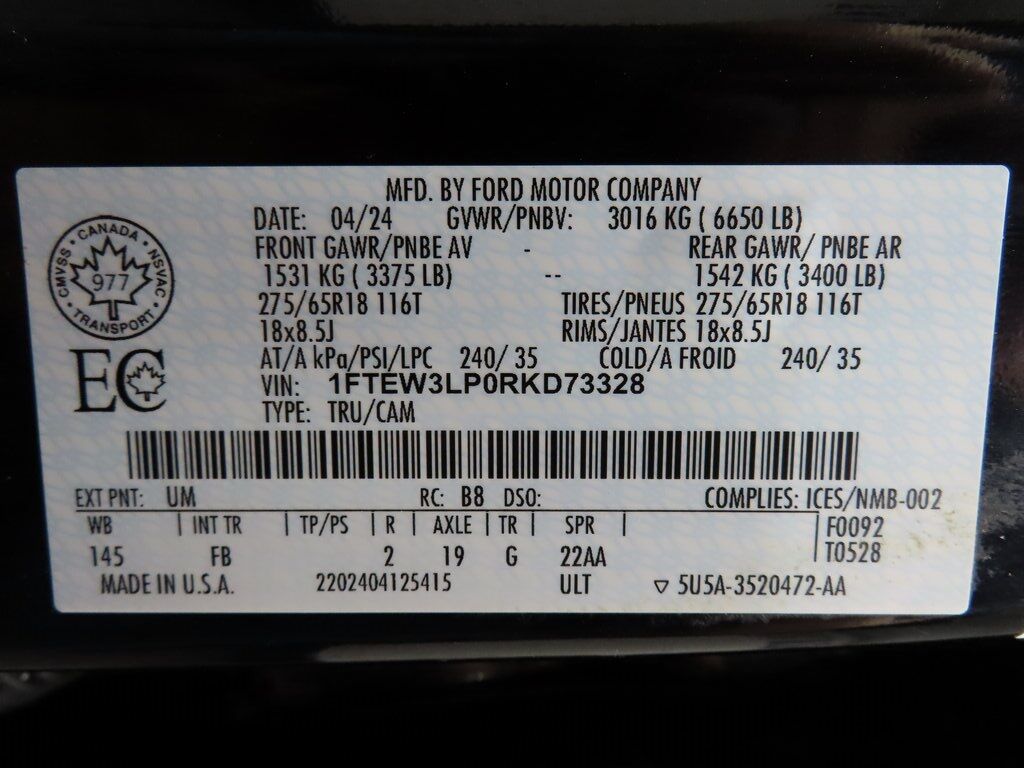 MFD. BY FORD MOTOR COMPANY
DATE: 04/24 GVWR/PNBV: 3016 KG ( 6650 LB)
FRONT GAWR/PNBE AV - REAR GAWR/ PNBE AR
1531 KG ( 3375 LB) -- 1542 KG ( 3400 LB)
275/65R18 116T TIRES/PNEUS 275/65R18 116T
18x8.5J RIMS/JANTES 18x8.5J
AT/A kPa/PSI/LPC 240/ 35 COLD/A FROID 240/ 35
VIN: 1FTEW3LP0RKD73328
TYPE: TRU/CAM
CANADA • NSVAC • TRANSPORT • CMVSS •
977
EC
EXT PNT: UM RC: B8 DSO: COMPLIES: ICES/NMB-002
WB | INT TR | TP/PS | R | AXLE | TR | SPR | F0092
145 FB 2 19 G 22AA | T0528
MADE IN U.S.A. 2202404125415 ULT ▽ 5U5A-3520472-AA